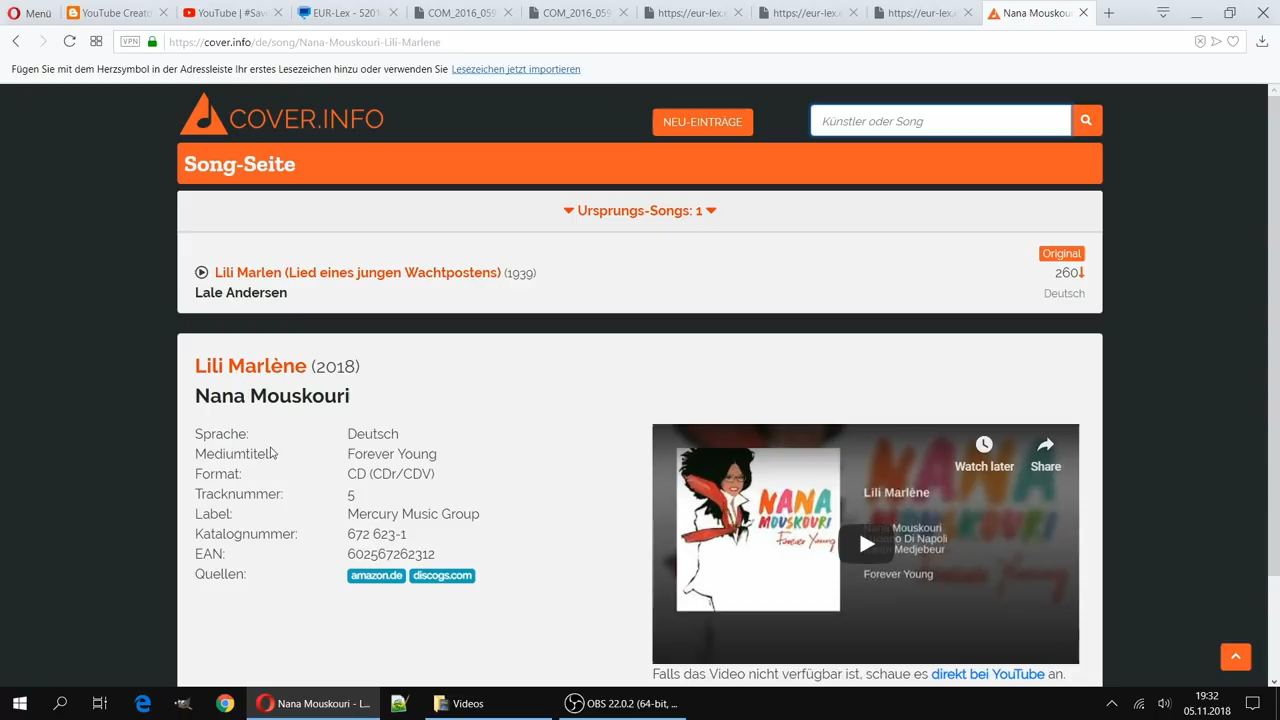 Menü
YouTube Creato
YouTube | #Sav
EUR-Lex - 5201
COM_2016_059
COM_2016_059
https://eur-lex.e
https://eur-lex.e
https://eur-lex.e
Nana Mouskou
VPN
https://cover.info/de/song/Nana-Mouskouri-Lili-Marlene
Fügen Sie mit dem Herzsymbol in der Adressleiste Ihr erstes Lesezeichen hinzu oder verwenden Sie Lesezeichen jetzt importieren
COVER.INFO
NEU-EINTRÄGE
Künstler oder Song
Song-Seite
Ursprungs-Songs: 1
Original
Lili Marlen (Lied eines jungen Wachtpostens) (1939)
260
Lale Andersen
Deutsch
Lili Marlène (2018)
Nana Mouskouri
Sprache: Deutsch
Mediumtitel: Forever Young
Format: CD (CDr/CDV)
Tracknummer: 5
Label: Mercury Music Group
Katalognummer: 672 623-1
EAN: 602567262312
Quellen: amazon.de discogs.com
Watch later
Share
NANA
MOUSKOURI
Forever Young
Lili Marlène
Nana Mouskouri
Di Napoli
Medjebeur
Forever Young
Falls das Video nicht verfügbar ist, schaue es direkt bei YouTube an.
Nana Mouskouri - L...
Videos
OBS 22.0.2 (64-bit, ...
19:32
05.11.2018